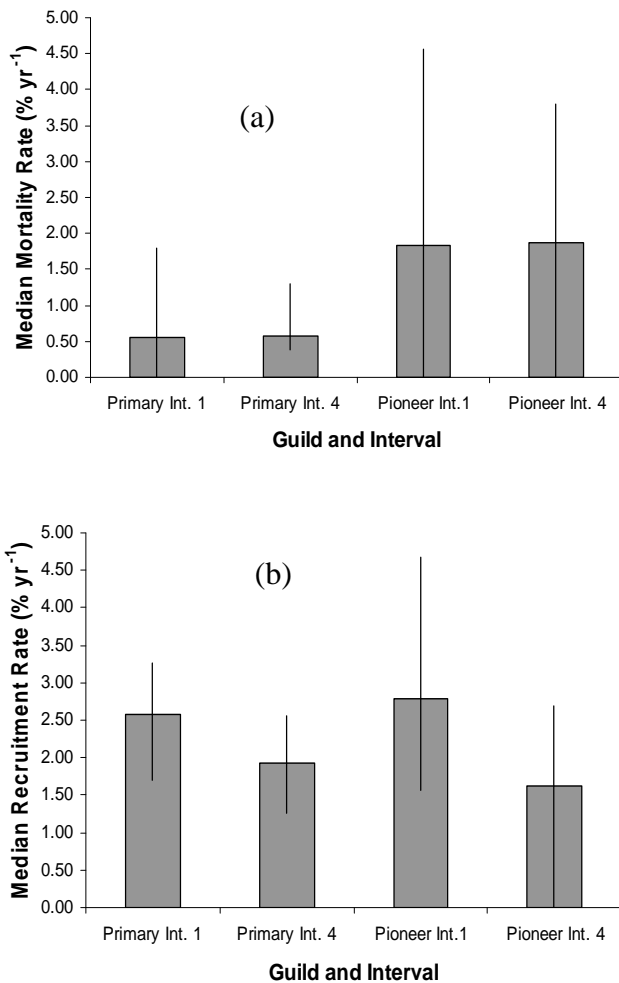 5.00
4.50
4.00
3.50
3.00
2.50
2.00
1.50
1.00
0.50
0.00
Median Mortality Rate (% yr-1)
(a)
Primary Int. 1 Primary Int. 4 Pioneer Int.1 Pioneer Int. 4
Guild and Interval
5.00
4.50
4.00
3.50
3.00
2.50
2.00
1.50
1.00
0.50
0.00
Median Recruitment Rate (% yr-1)
(b)
Primary Int. 1 Primary Int. 4 Pioneer Int.1 Pioneer Int. 4
Guild and Interval